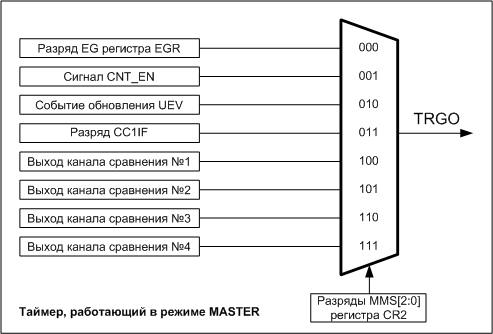 Разряд EG регистра EGR
000
Сигнал CNT_EN
001
Событие обновления UEV
010
TRGO
Разряд CC1IF
011
Выход канала сравнения №1
100
Выход канала сравнения №2
101
Выход канала сравнения №3
110
Выход канала сравнения №4
111
Разряды MMS[2:0]
регистра CR2
Таймер, работающий в режиме MASTER